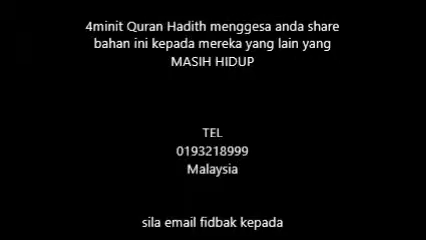 4minit Quran Hadith menggesa anda share
bahan ini kepada mereka yang lain yang
MASIH HIDUP
TEL
0193218999
Malaysia
sila email fidbak kepada